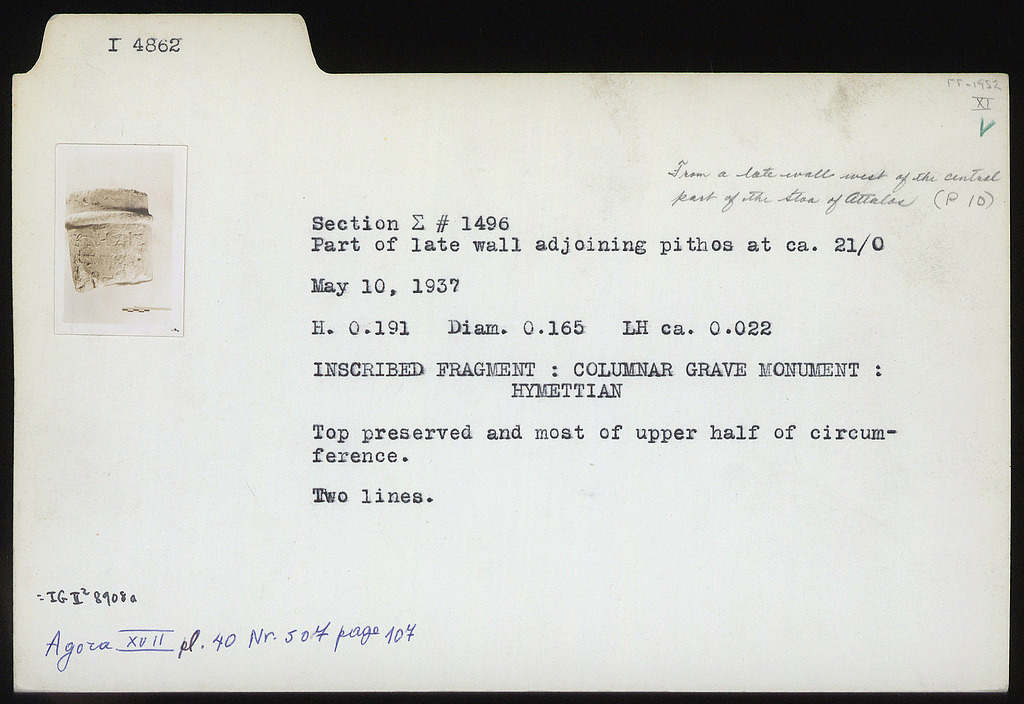 I 4862
XI
From a late wall west of the central
part of the Stoa of Attalos (P 10)
Section Σ # 1496
Part of late wall adjoining pithos at ca. 21/O
May 10, 1937
H. 0.191 Diam. 0.165 LH ca. 0.022
INSCRIBED FRAGMENT : COLUMNAR GRAVE MONUMENT :
HYMETTIAN
Top preserved and most of upper half of circum-
ference.
Two lines.
=IG II² 8908a
Agora XVII pl. 40 Nr. 507 page 107